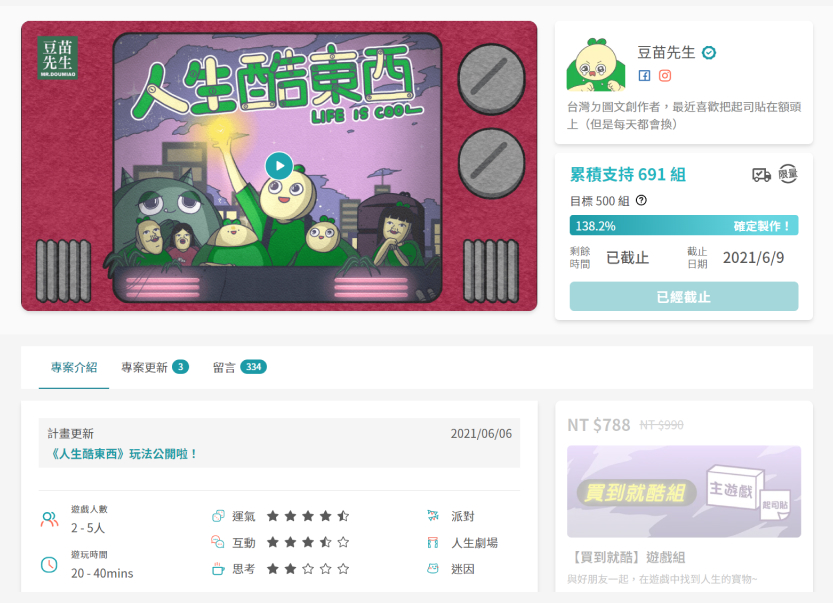 豆苗
先生
MR.DOUMIAO
人生酷東西
LIFE IS COOL
豆苗先生
台灣ㄉ圖文創作者，最近喜歡把起司貼在額頭
上（但是每天都會換）
累積支持 691 組
限量
目標 500 組
138.2%
確定製作！
剩餘
時間
已截止
截止
日期
2021/6/9
已經截止
專案介紹
專案更新 3
留言 334
計畫更新
2021/06/06
《人生酷東西》玩法公開啦！
遊戲人數
2 - 5人
遊玩時間
20 - 40mins
運氣
互動
思考
派對
人生劇場
迷因
NT $788 NT $990
買到就酷組
主遊戲
起司貼
【買到就酷】遊戲組
與好朋友一起，在遊戲中找到人生的寶物~